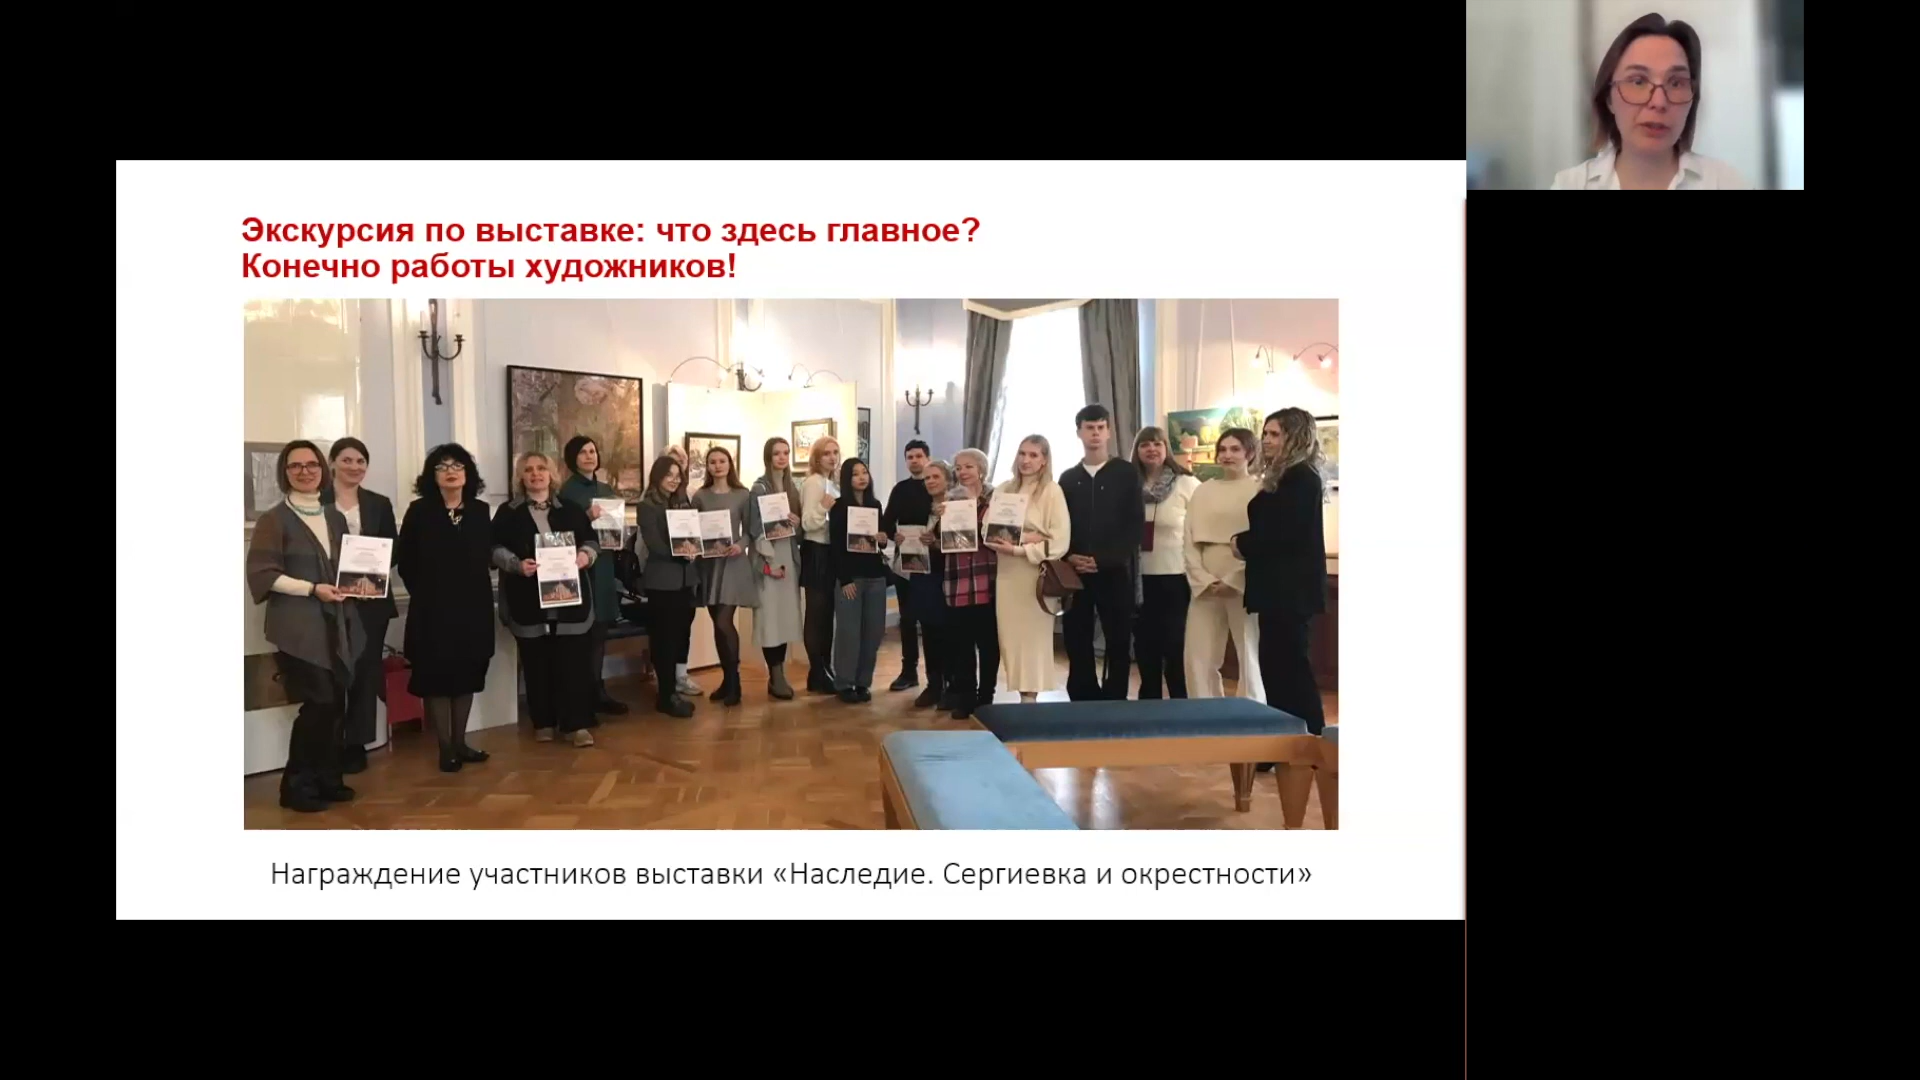 Экскурсия по выставке: что здесь главное?
Конечно работы художников!
Награждение участников выставки «Наследие. Сергиевка и окрестности»